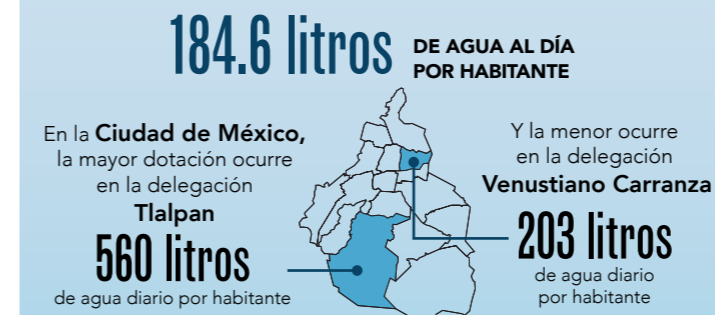 184.6 litros
DE AGUA AL DÍA
POR HABITANTE
En la Ciudad de México,
la mayor dotación ocurre
en la delegación
Tlalpan
560 litros
de agua diario por habitante
Y la menor ocurre
en la delegación
Venustiano Carranza
203 litros
de agua diario
por habitante